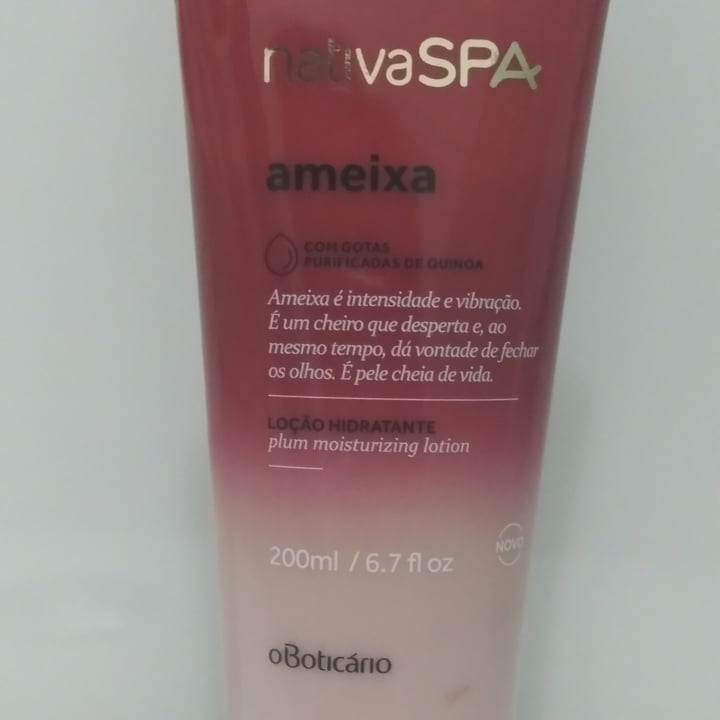 nativaSPA
ameixa
COM GOTAS
PURIFICADAS DE QUINOA
Ameixa é intensidade e vibração.
É um cheiro que desperta e, ao
mesmo tempo, dá vontade de fechar
os olhos. É pele cheia de vida.
LOÇÃO HIDRATANTE
plum moisturizing lotion
NOVO
200ml / 6.7 fl oz
oBoticário